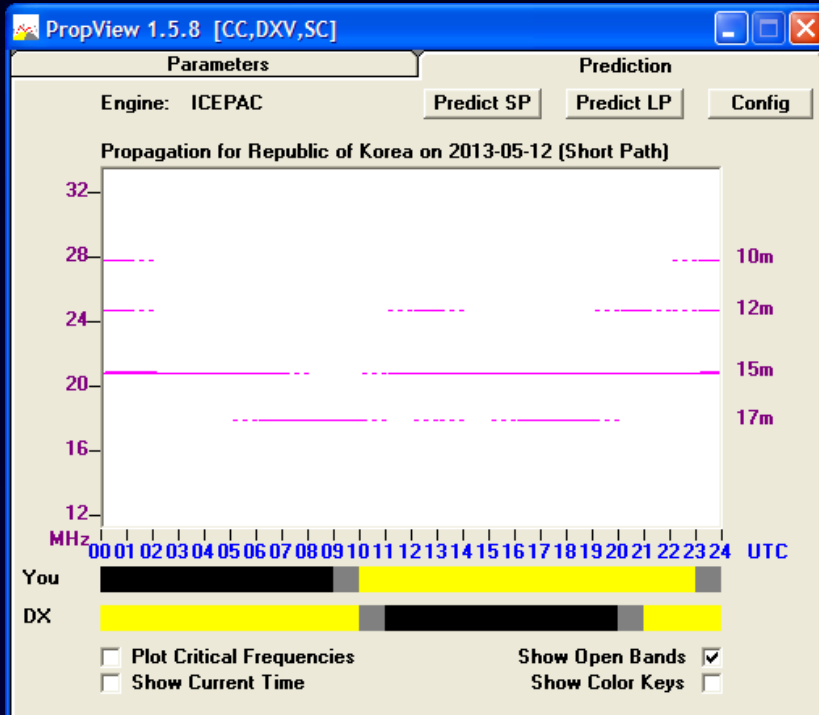 PropView 1.5.8 [CC,DXV,SC]
Parameters Prediction
Engine: ICEPAC Predict SP Predict LP Config
Propagation for Republic of Korea on 2013-05-12 (Short Path)
32
28 10m
24 12m
20 15m
16 17m
12
MHz
00 01 02 03 04 05 06 07 08 09 10 11 12 13 14 15 16 17 18 19 20 21 22 23 24 UTC
You
DX
Plot Critical Frequencies Show Open Bands
Show Current Time Show Color Keys